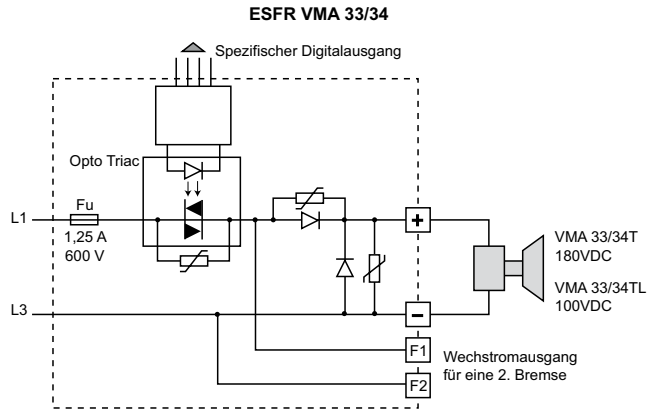 ESFR VMA 33/34
Spezifischer Digitalausgang
Opto Triac
L1
Fu
1,25 A
600 V
+
VMA 33/34T
180VDC
VMA 33/34TL
100VDC
L3
−
F1
Wechstromausgang
für eine 2. Bremse
F2